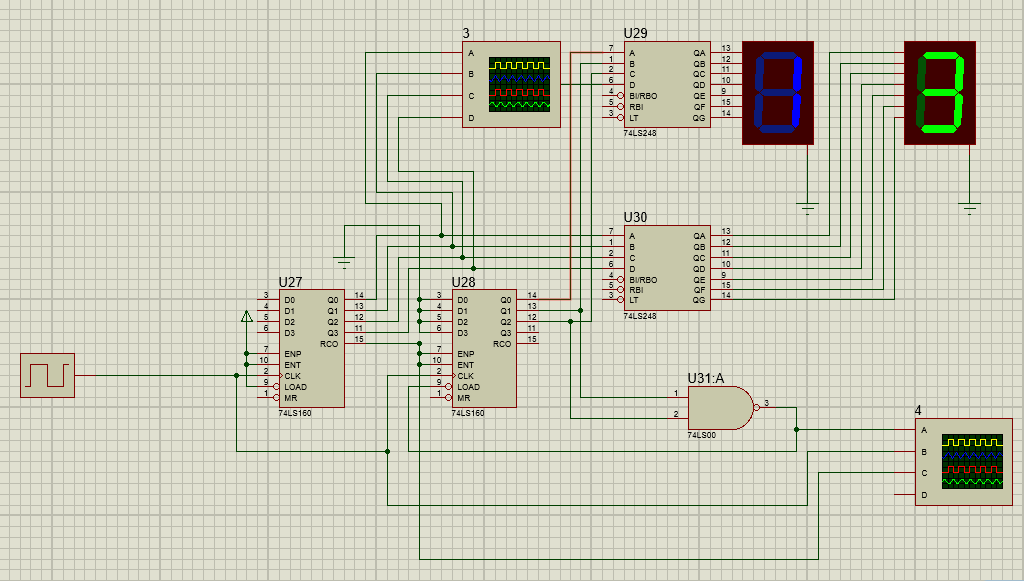 3
A
B
C
D
U29
7 A QA 13
1 B QB 12
2 C QC 11
6 D QD 10
4 BI/RBO QE 9
5 RBI QF 15
3 LT QG 14
74LS248
U30
7 A QA 13
1 B QB 12
2 C QC 11
6 D QD 10
4 BI/RBO QE 9
5 RBI QF 15
3 LT QG 14
74LS248
U27
3 D0 Q0 14
4 D1 Q1 13
5 D2 Q2 12
6 D3 Q3 11
RCO 15
7 ENP
10 ENT
2 CLK
9 LOAD
1 MR
74LS160
U28
3 D0 Q0 14
4 D1 Q1 13
5 D2 Q2 12
6 D3 Q3 11
RCO 15
7 ENP
10 ENT
2 CLK
9 LOAD
1 MR
74LS160
U31:A
1
2
3
74LS00
4
A
B
C
D
1
3